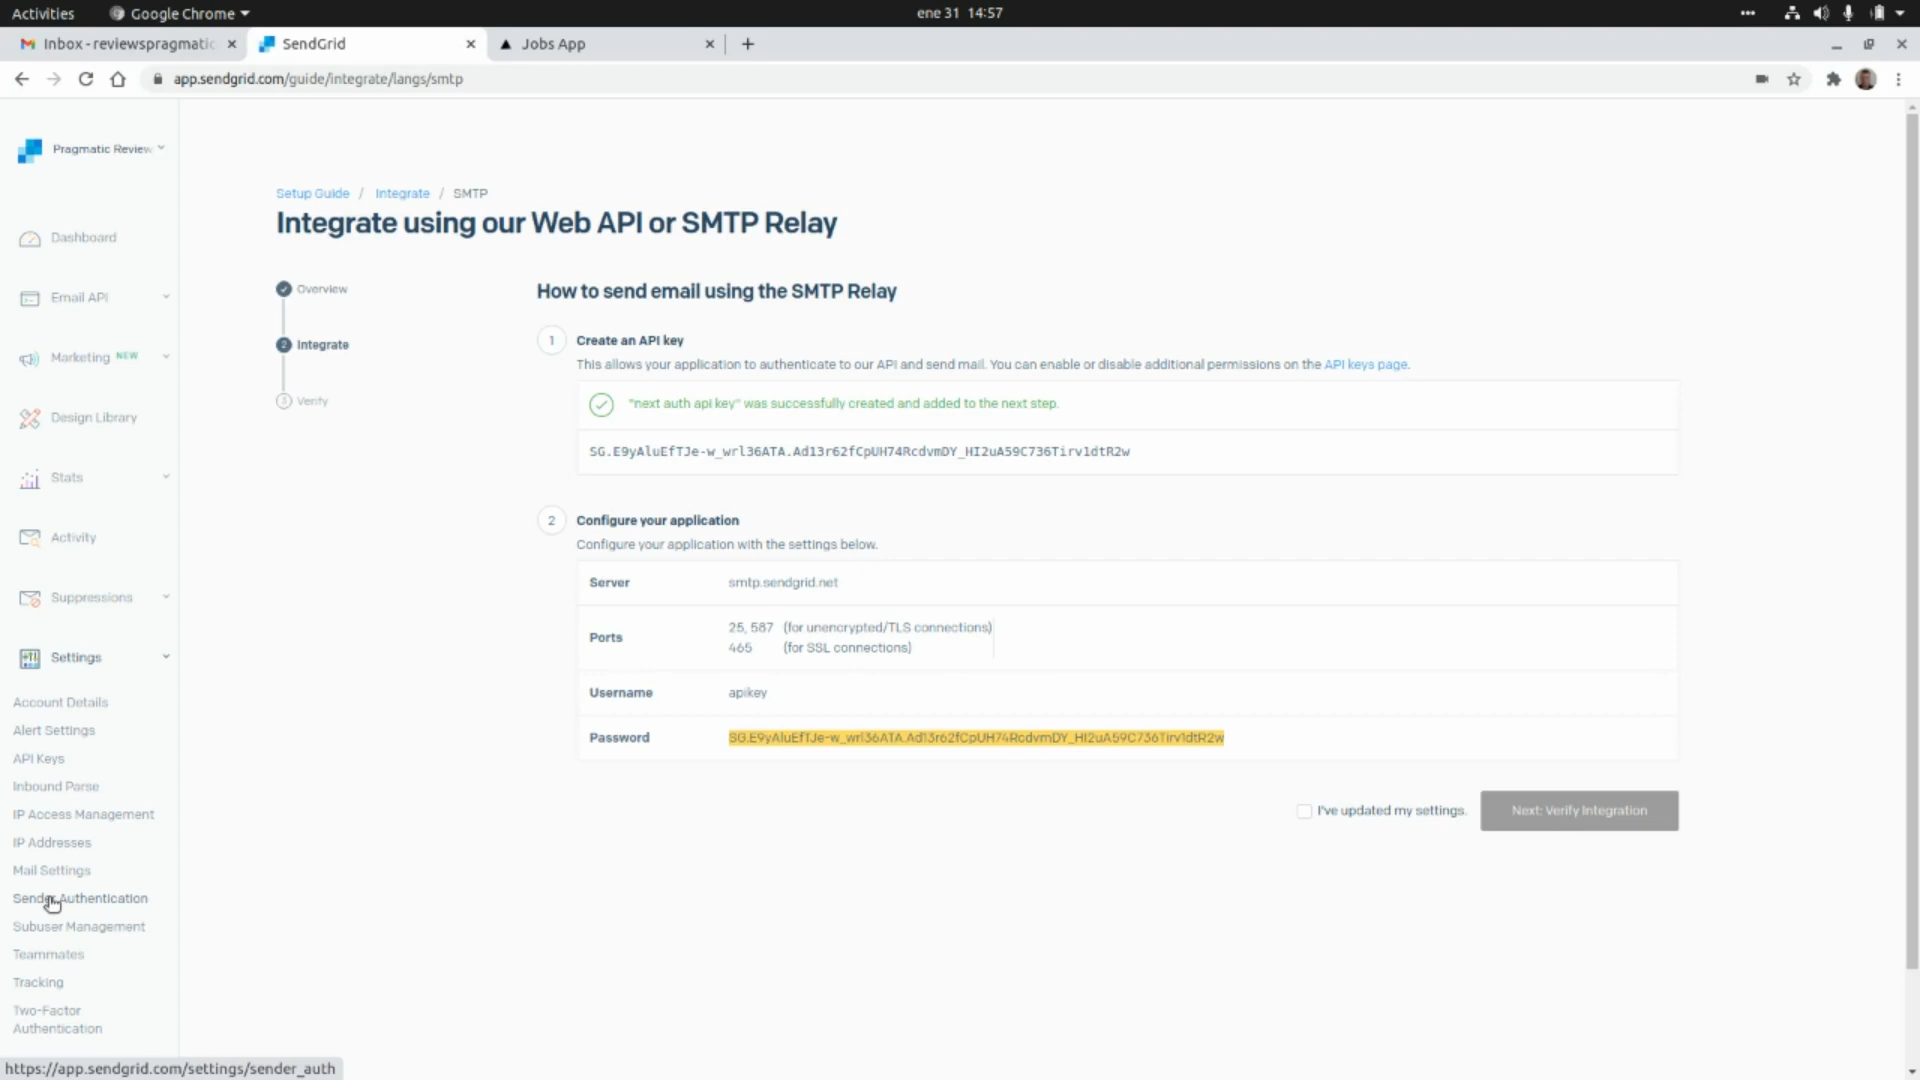 Activities
Google Chrome
ene 31 14:57
Inbox - reviewspragmatic
SendGrid
Jobs App
app.sendgrid.com/guide/integrate/langs/smtp
Pragmatic Review
Dashboard
Email API
Marketing NEW
Design Library
Stats
Activity
Suppressions
Settings
Account Details
Alert Settings
API Keys
Inbound Parse
IP Access Management
IP Addresses
Mail Settings
Sender Authentication
Subuser Management
Teammates
Tracking
Two-Factor
Authentication
https://app.sendgrid.com/settings/sender_auth
Setup Guide / Integrate / SMTP
Integrate using our Web API or SMTP Relay
Overview
2 Integrate
3 Verify
How to send email using the SMTP Relay
1 Create an API key
This allows your application to authenticate to our API and send mail. You can enable or disable additional permissions on the API keys page.
"next auth api key" was successfully created and added to the next step.
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
2 Configure your application
Configure your application with the settings below.
Server smtp.sendgrid.net
Ports
25, 587 (for unencrypted/TLS connections)
465 (for SSL connections)
Username apikey
Password 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
I've updated my settings.
Next: Verify Integration